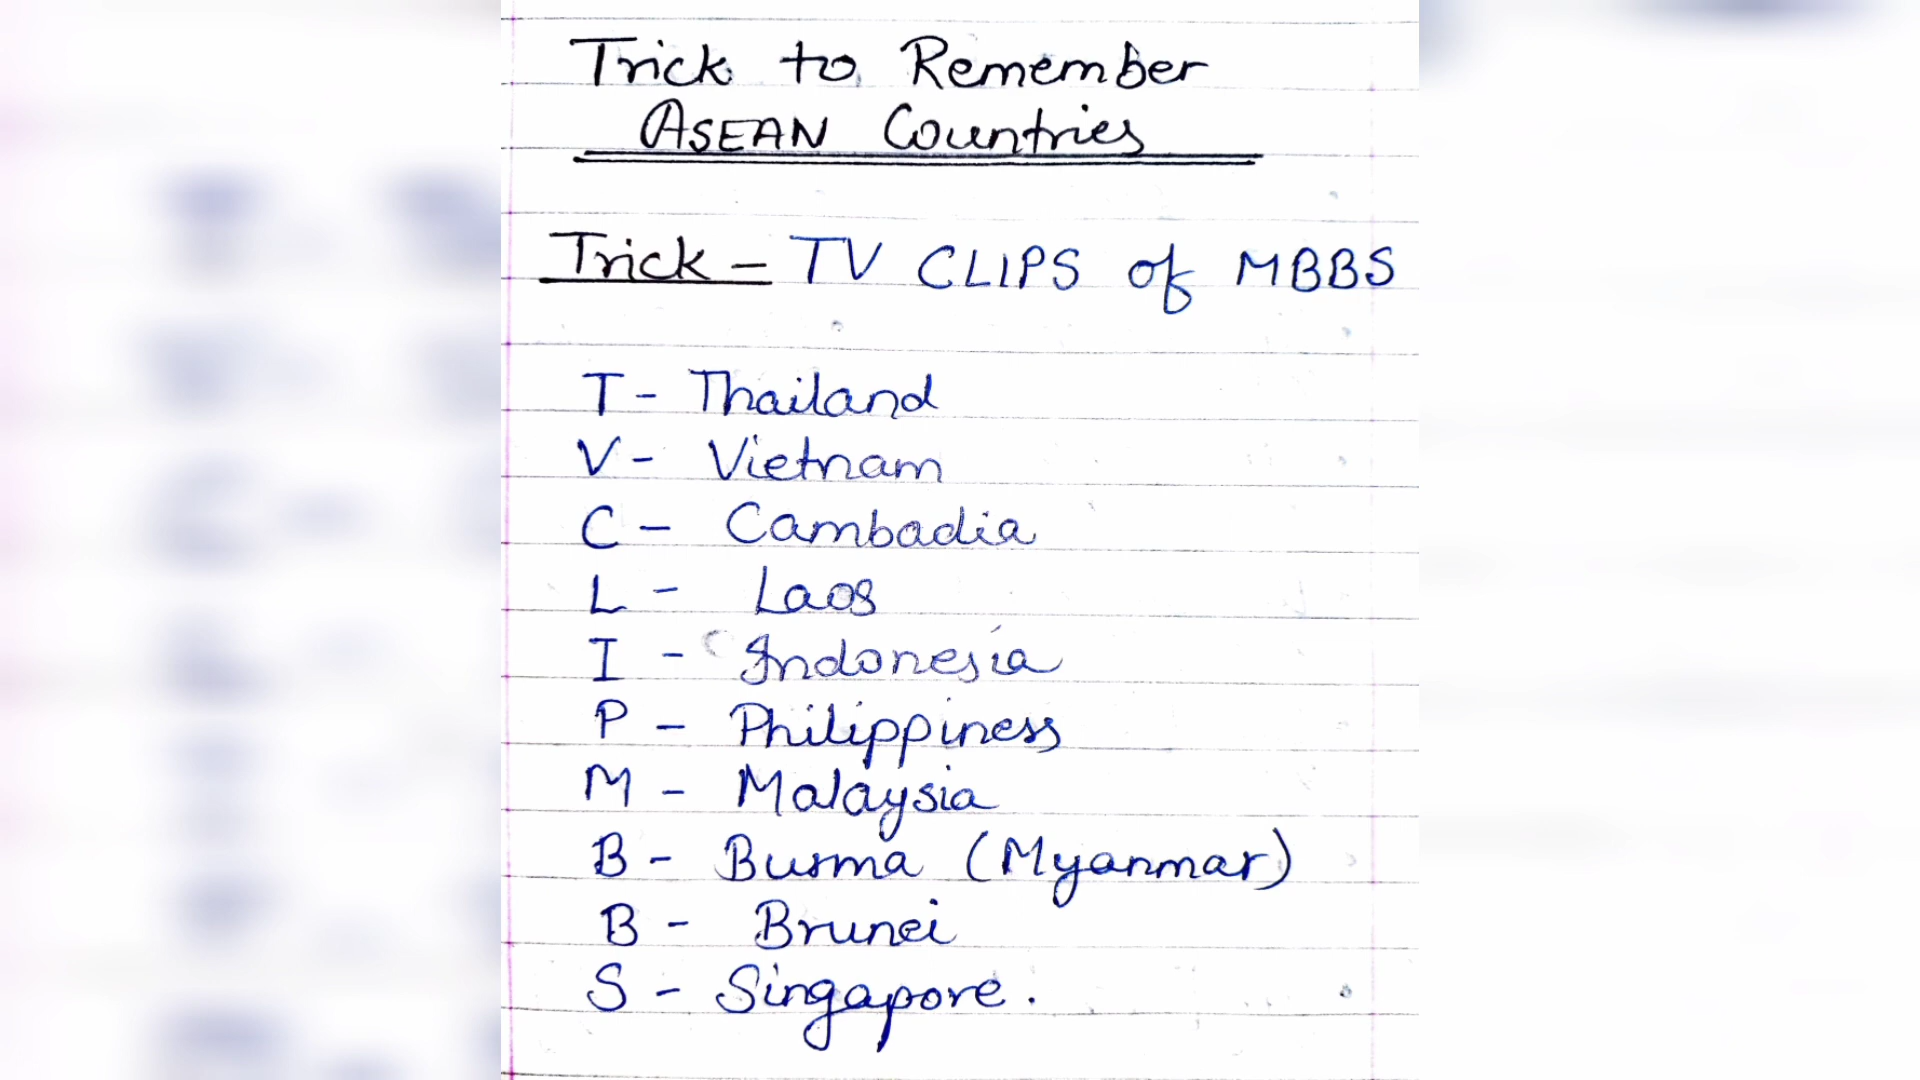 Trick to Remember
ASEAN Countries
Trick - TV CLIPS of MBBS
T - Thailand
V - Vietnam
C - Cambadia
L - Laos
I - Indonesia
P - Philippiness
M - Malaysia
B - Burma (Myanmar)
B - Brunei
S - Singapore.